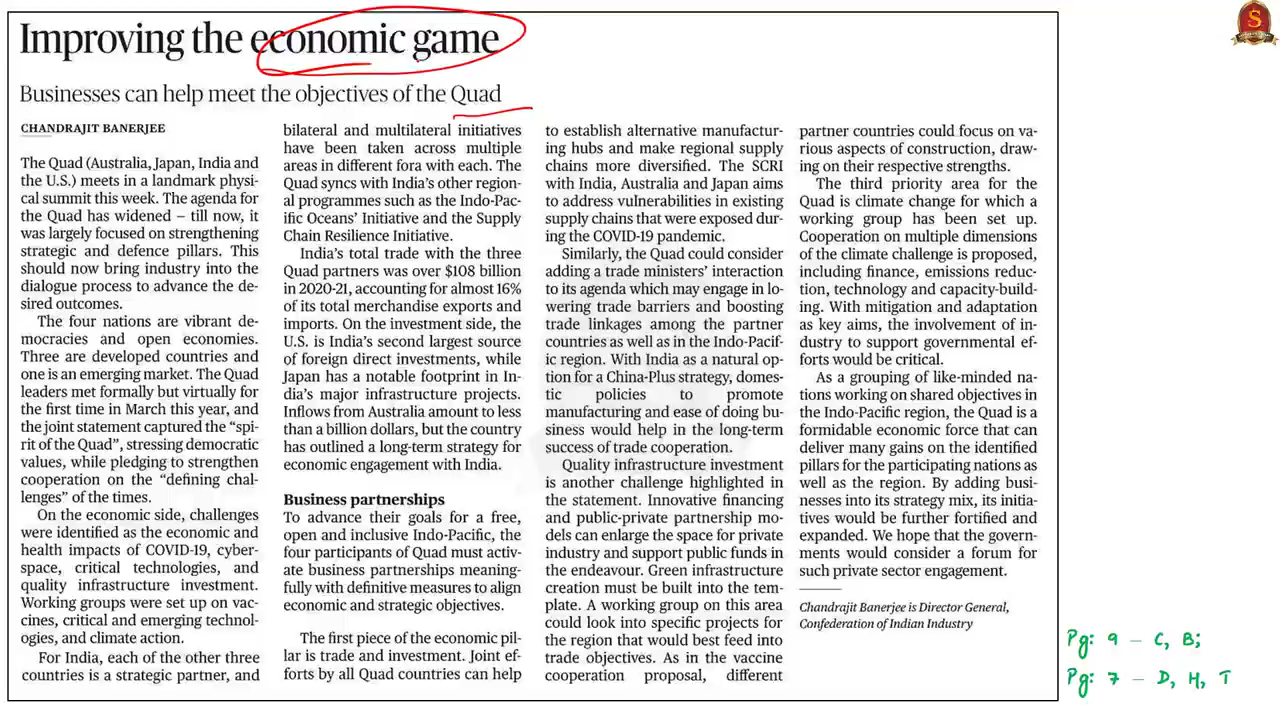 Improving the economic game
Businesses can help meet the objectives of the Quad
CHANDRAJIT BANERJEE
The Quad (Australia, Japan, India and
the U.S.) meets in a landmark physi-
cal summit this week. The agenda for
the Quad has widened – till now, it
was largely focused on strengthening
strategic and defence pillars. This
should now bring industry into the
dialogue process to advance the de-
sired outcomes.
The four nations are vibrant de-
mocracies and open economies.
Three are developed countries and
one is an emerging market. The Quad
leaders met formally but virtually for
the first time in March this year, and
the joint statement captured the “spi-
rit of the Quad”, stressing democratic
values, while pledging to strengthen
cooperation on the “defining chal-
lenges” of the times.
On the economic side, challenges
were identified as the economic and
health impacts of COVID-19, cyber-
space, critical technologies, and
quality infrastructure investment.
Working groups were set up on vac-
cines, critical and emerging technol-
ogies, and climate action.
For India, each of the other three
countries is a strategic partner, and
bilateral and multilateral initiatives
have been taken across multiple
areas in different fora with each. The
Quad syncs with India’s other region-
al programmes such as the Indo-Pac-
ific Oceans’ Initiative and the Supply
Chain Resilience Initiative.
India’s total trade with the three
Quad partners was over $108 billion
in 2020-21, accounting for almost 16%
of its total merchandise exports and
imports. On the investment side, the
U.S. is India’s second largest source
of foreign direct investments, while
Japan has a notable footprint in In-
dia’s major infrastructure projects.
Inflows from Australia amount to less
than a billion dollars, but the country
has outlined a long-term strategy for
economic engagement with India.
Business partnerships
To advance their goals for a free,
open and inclusive Indo-Pacific, the
four participants of Quad must activ-
ate business partnerships meaning-
fully with definitive measures to align
economic and strategic objectives.
The first piece of the economic pil-
lar is trade and investment. Joint ef-
forts by all Quad countries can help
to establish alternative manufactur-
ing hubs and make regional supply
chains more diversified. The SCRI
with India, Australia and Japan aims
to address vulnerabilities in existing
supply chains that were exposed dur-
ing the COVID-19 pandemic.
Similarly, the Quad could consider
adding a trade ministers’ interaction
to its agenda which may engage in lo-
wering trade barriers and boosting
trade linkages among the partner
countries as well as in the Indo-Pacif-
ic region. With India as a natural op-
tion for a China-Plus strategy, domes-
tic policies to promote
manufacturing and ease of doing bu-
siness would help in the long-term
success of trade cooperation.
Quality infrastructure investment
is another challenge highlighted in
the statement. Innovative financing
and public-private partnership mo-
dels can enlarge the space for private
industry and support public funds in
the endeavour. Green infrastructure
creation must be built into the tem-
plate. A working group on this area
could look into specific projects for
the region that would best feed into
trade objectives. As in the vaccine
cooperation proposal, different
partner countries could focus on va-
rious aspects of construction, draw-
ing on their respective strengths.
The third priority area for the
Quad is climate change for which a
working group has been set up.
Cooperation on multiple dimensions
of the climate challenge is proposed,
including finance, emissions reduc-
tion, technology and capacity-build-
ing. With mitigation and adaptation
as key aims, the involvement of in-
dustry to support governmental ef-
forts would be critical.
As a grouping of like-minded na-
tions working on shared objectives in
the Indo-Pacific region, the Quad is a
formidable economic force that can
deliver many gains on the identified
pillars for the participating nations as
well as the region. By adding busi-
nesses into its strategy mix, its initia-
tives would be further fortified and
expanded. We hope that the govern-
ments would consider a forum for
such private sector engagement.
Chandrajit Banerjee is Director General,
Confederation of Indian Industry
Pg: 9 – C, B;
Pg: 7 – D, H, T